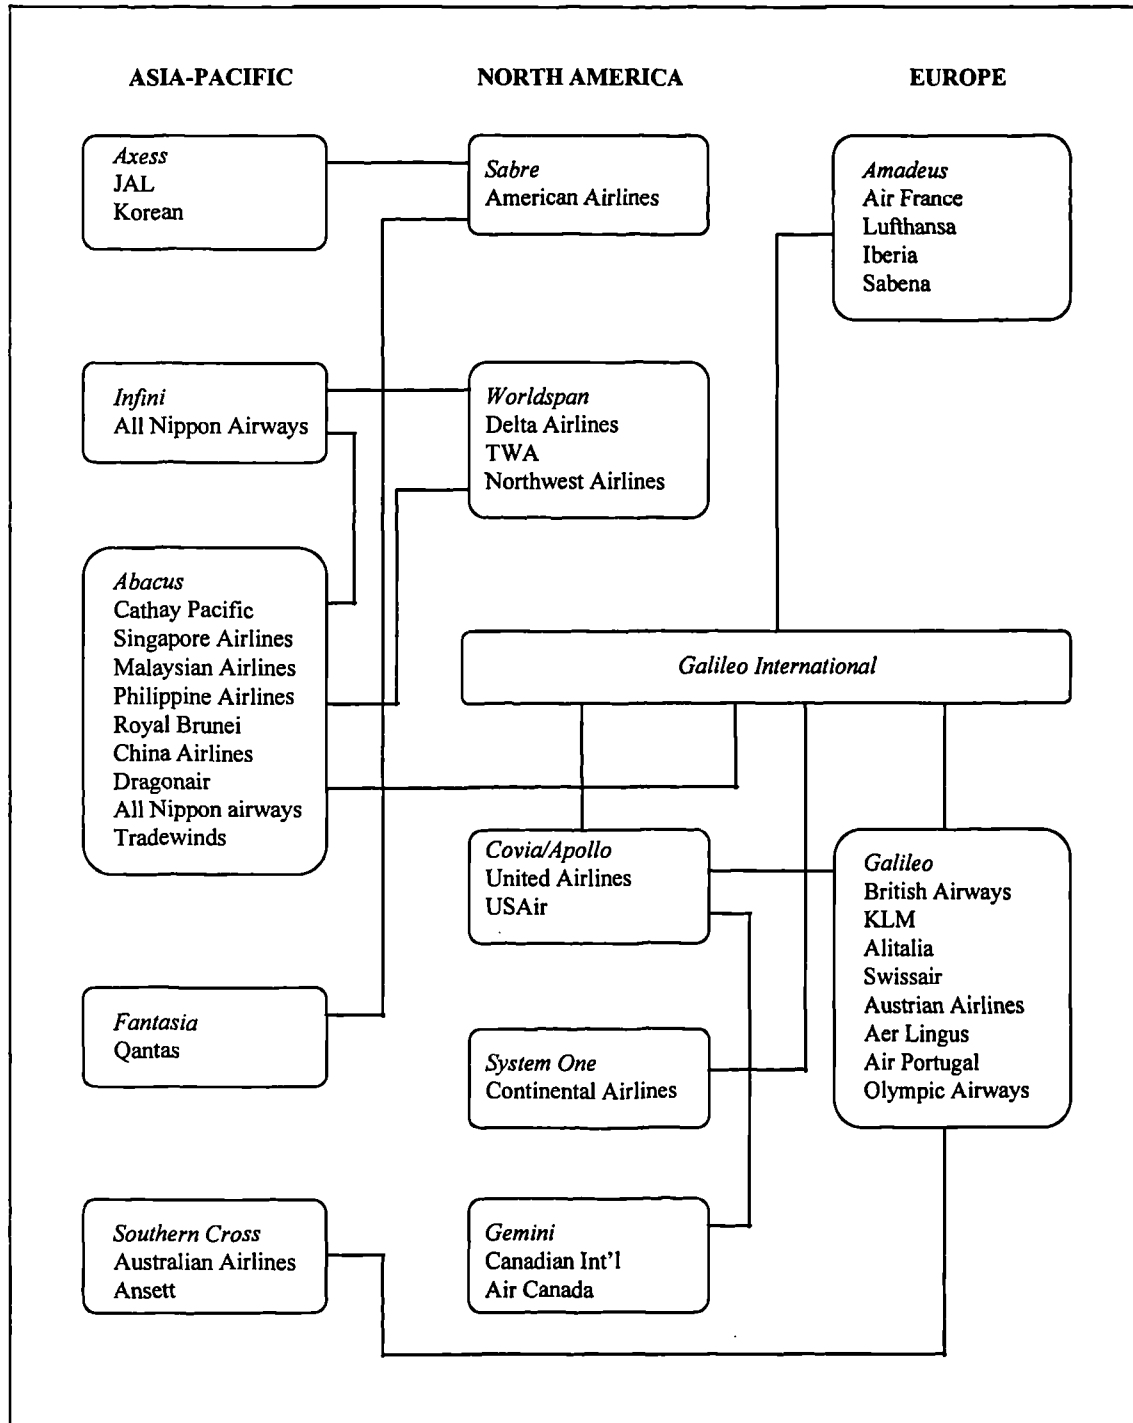 ASIA-PACIFIC
NORTH AMERICA
EUROPE
Axess
JAL
Korean
Sabre
American Airlines
Amadeus
Air France
Lufthansa
Iberia
Sabena
Infini
All Nippon Airways
Worldspan
Delta Airlines
TWA
Northwest Airlines
Abacus
Cathay Pacific
Singapore Airlines
Malaysian Airlines
Philippine Airlines
Royal Brunei
China Airlines
Dragonair
All Nippon airways
Tradewinds
Galileo International
Covia/Apollo
United Airlines
USAir
Galileo
British Airways
KLM
Alitalia
Swissair
Austrian Airlines
Aer Lingus
Air Portugal
Olympic Airways
Fantasia
Qantas
System One
Continental Airlines
Southern Cross
Australian Airlines
Ansett
Gemini
Canadian Int'l
Air Canada